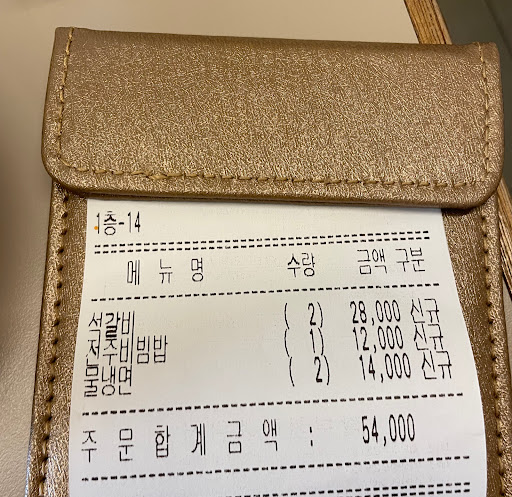 1층-14
메 뉴 명 수량 금액 구분
석갈비 ( 2) 28,000 신규
전주비빔밥 ( 1) 12,000 신규
물냉면 ( 2) 14,000 신규
주 문 합 계 금 액 : 54,000